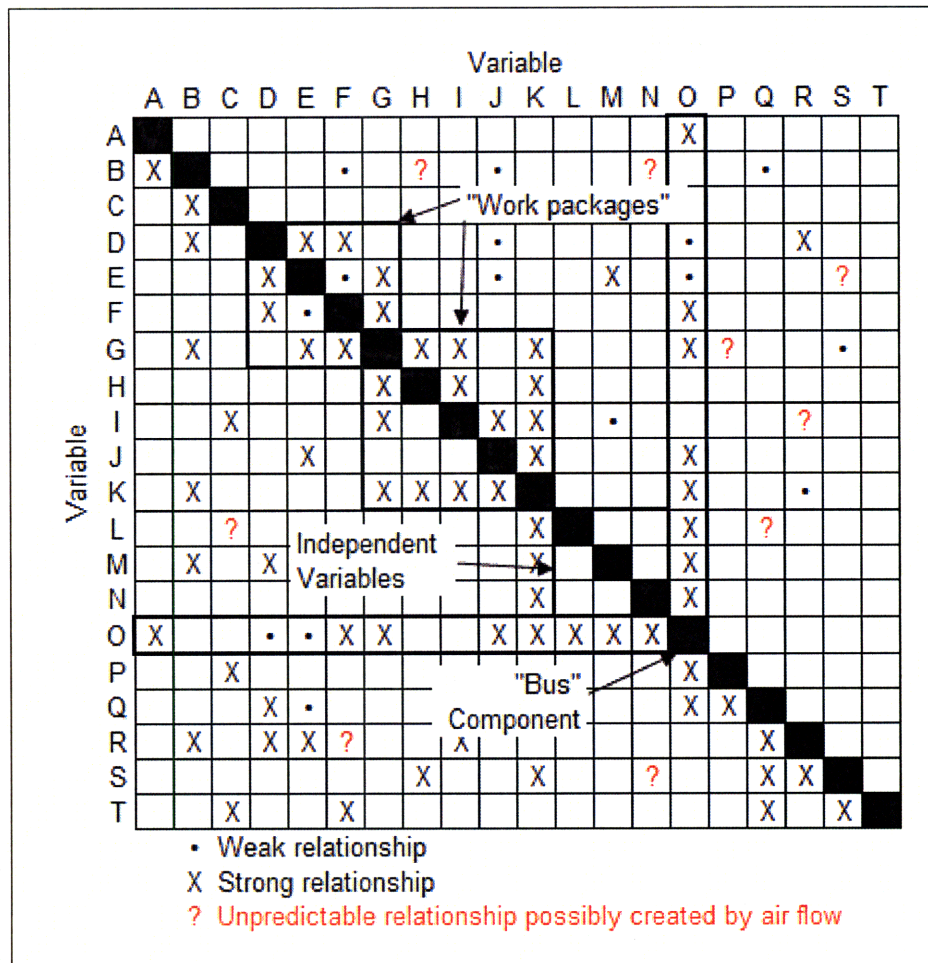 Variable
A B C D E F G H I J K L M N O P Q R S T
A X
B X • ? • ? •
C X
"Work packages"
D X X X • • X
E X • X • X • ?
F X • X X
G X X X X X X X ? •
H X X X
I X X X X • ?
J X X X
K X X X X X X •
L ? X X ?
Independent
M X X X X
Variables
N X X
O X • • X X X X X X X
P X X
"Bus"
Q X • X X
Component
R X X X ? X X
S X X ? X X
T X X X X
Variable
• Weak relationship
X Strong relationship
? Unpredictable relationship possibly created by air flow